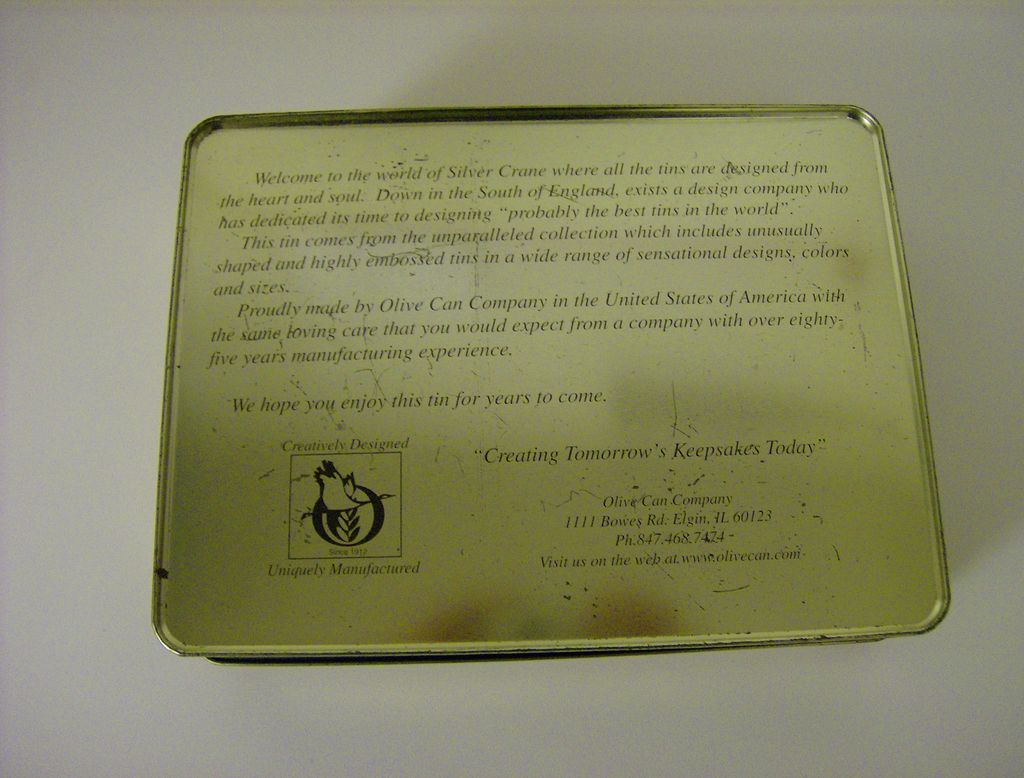 Welcome to the world of Silver Crane where all the tins are designed from
the heart and soul. Down in the South of England, exists a design company who
has dedicated its time to designing "probably the best tins in the world".
This tin comes from the unparalleled collection which includes unusually
shaped and highly embossed tins in a wide range of sensational designs, colors
and sizes.
Proudly made by Olive Can Company in the United States of America with
the same loving care that you would expect from a company with over eighty-
five years manufacturing experience.
We hope you enjoy this tin for years to come.
Creatively Designed
Since 1912
Uniquely Manufactured
"Creating Tomorrow's Keepsakes Today"
Olive Can Company
1111 Bowes Rd. Elgin, IL 60123
Ph.847.468.7474
Visit us on the web at www.olivecan.com